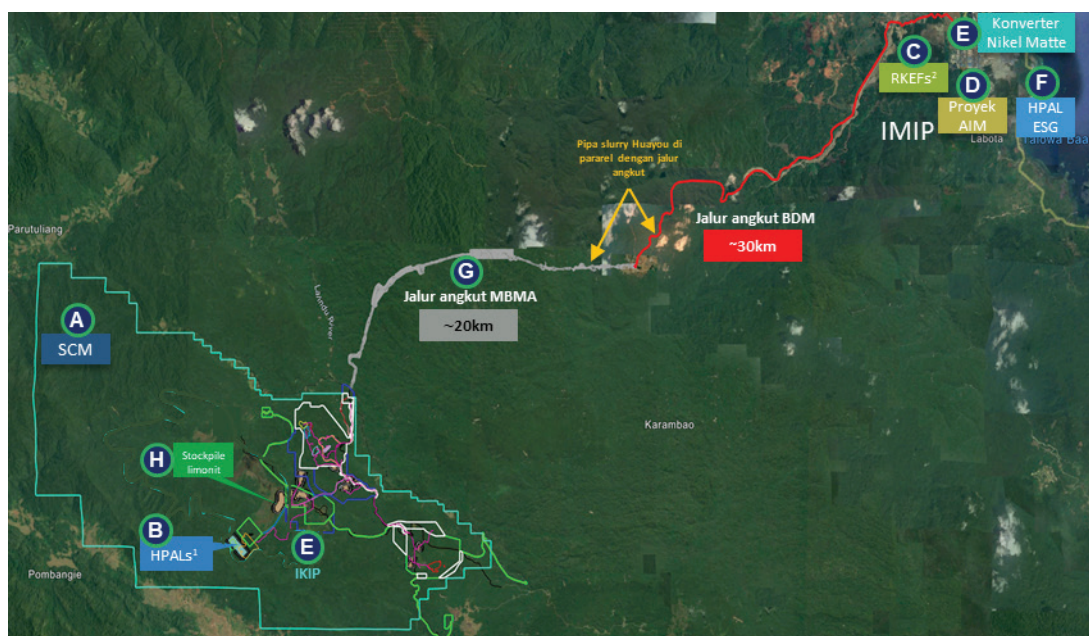 E
Konverter
Nikel Matte
C
RKEFs²
D
Proyek
AIM
F
HPAL
ESG
IMIP
Labola
Pipa slurry Huayou di
pararel dengan jalur
angkut
Jalur angkut BDM
~30km
Parutuliang
G
Jalur angkut MBMA
~20km
A
SCM
Karambao
H
Stockpile
limonit
B
HPALs¹
E
IKIP
Pombangie